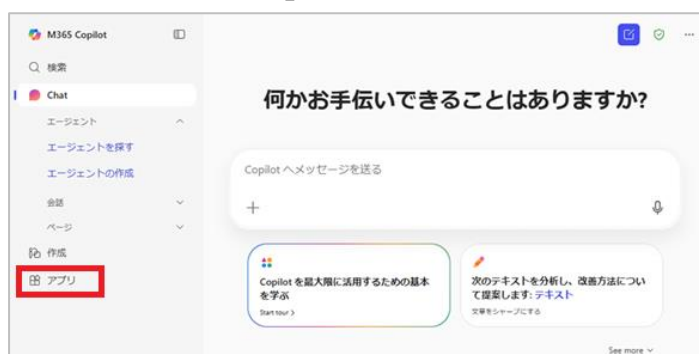 M365 Copilot
検索
Chat
エージェント
エージェントを探す
エージェントの作成
会話
ページ
作成
アプリ
何かお手伝いできることはありますか?
Copilot へメッセージを送る
Copilot を最大限に活用するための基本
を学ぶ
Start tour >
次のテキストを分析し、改善方法につい
て提案します: テキスト
文章をシャープにする
See more